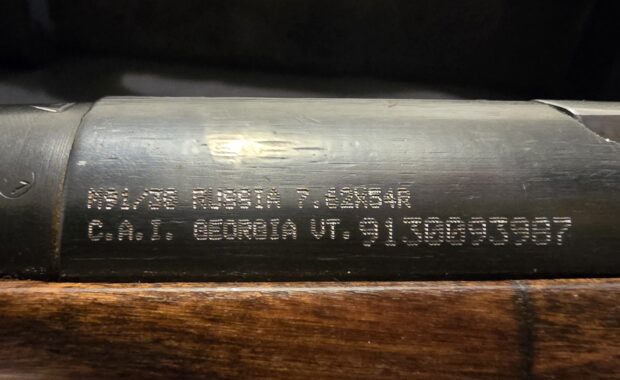 M91/30 RUSSIA 7.62X54R
C.A.I. GEORGIA VT. 9130093987